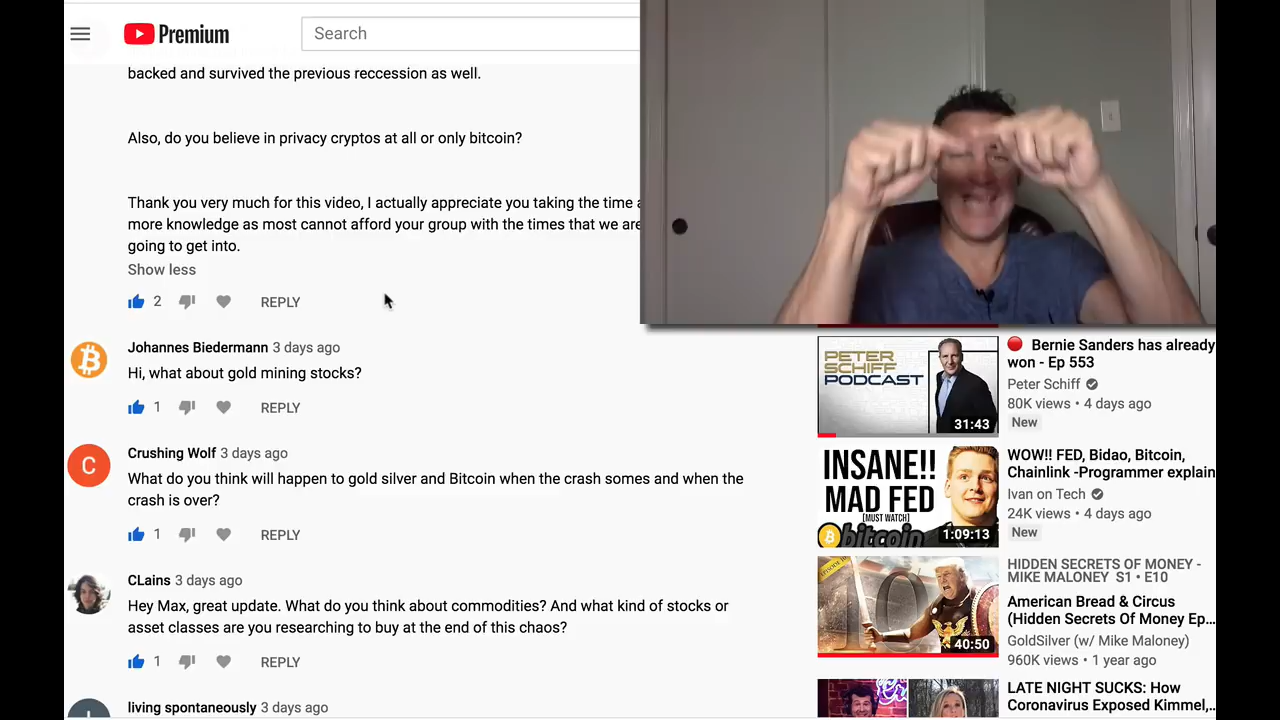 Premium
Search
backed and survived the previous reccession as well.
Also, do you believe in privacy cryptos at all or only bitcoin?
Thank you very much for this video, I actually appreciate you taking the time
more knowledge as most cannot afford your group with the times that we are
going to get into.
Show less
2
REPLY
Johannes Biedermann 3 days ago
Hi, what about gold mining stocks?
1
REPLY
C
Crushing Wolf 3 days ago
What do you think will happen to gold silver and Bitcoin when the crash somes and when the
crash is over?
1
REPLY
CLains 3 days ago
Hey Max, great update. What do you think about commodities? And what kind of stocks or
asset classes are you researching to buy at the end of this chaos?
1
REPLY
living spontaneously 3 days ago
PETER
SCHIFF
PODCAST
31:43
Bernie Sanders has already
won - Ep 553
Peter Schiff
80K views • 4 days ago
New
INSANE!!
MAD FED
[MUST WATCH]
bitcoin
1:09:13
WOW!! FED, Bidao, Bitcoin,
Chainlink -Programmer explain
Ivan on Tech
24K views • 4 days ago
New
10
40:50
HIDDEN SECRETS OF MONEY -
MIKE MALONEY S1 • E10
American Bread & Circus
(Hidden Secrets Of Money Ep...
GoldSilver (w/ Mike Maloney)
960K views • 1 year ago
LATE NIGHT SUCKS: How
Coronavirus Exposed Kimmel,...